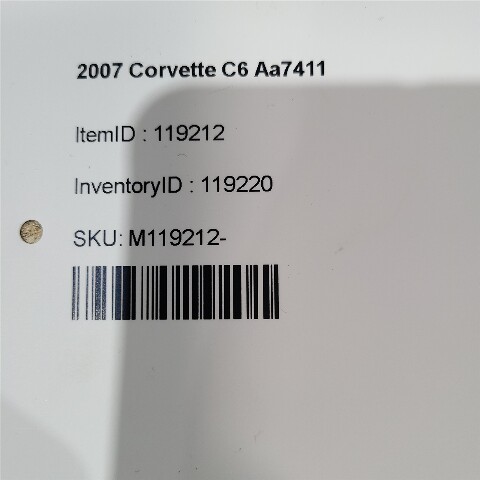 2007 Corvette C6 Aa7411
ItemID : 119212
InventoryID : 119220
SKU: M119212-